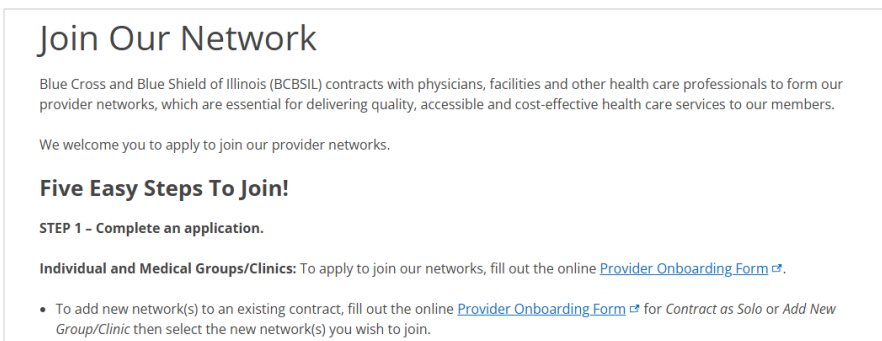 Join Our Network
Blue Cross and Blue Shield of Illinois (BCBSIL) contracts with physicians, facilities and other health care professionals to form our
provider networks, which are essential for delivering quality, accessible and cost-effective health care services to our members.
We welcome you to apply to join our provider networks.
Five Easy Steps To Join!
STEP 1 – Complete an application.
Individual and Medical Groups/Clinics: To apply to join our networks, fill out the online Provider Onboarding Form.
• To add new network(s) to an existing contract, fill out the online Provider Onboarding Form for Contract as Solo or Add New
Group/Clinic then select the new network(s) you wish to join.